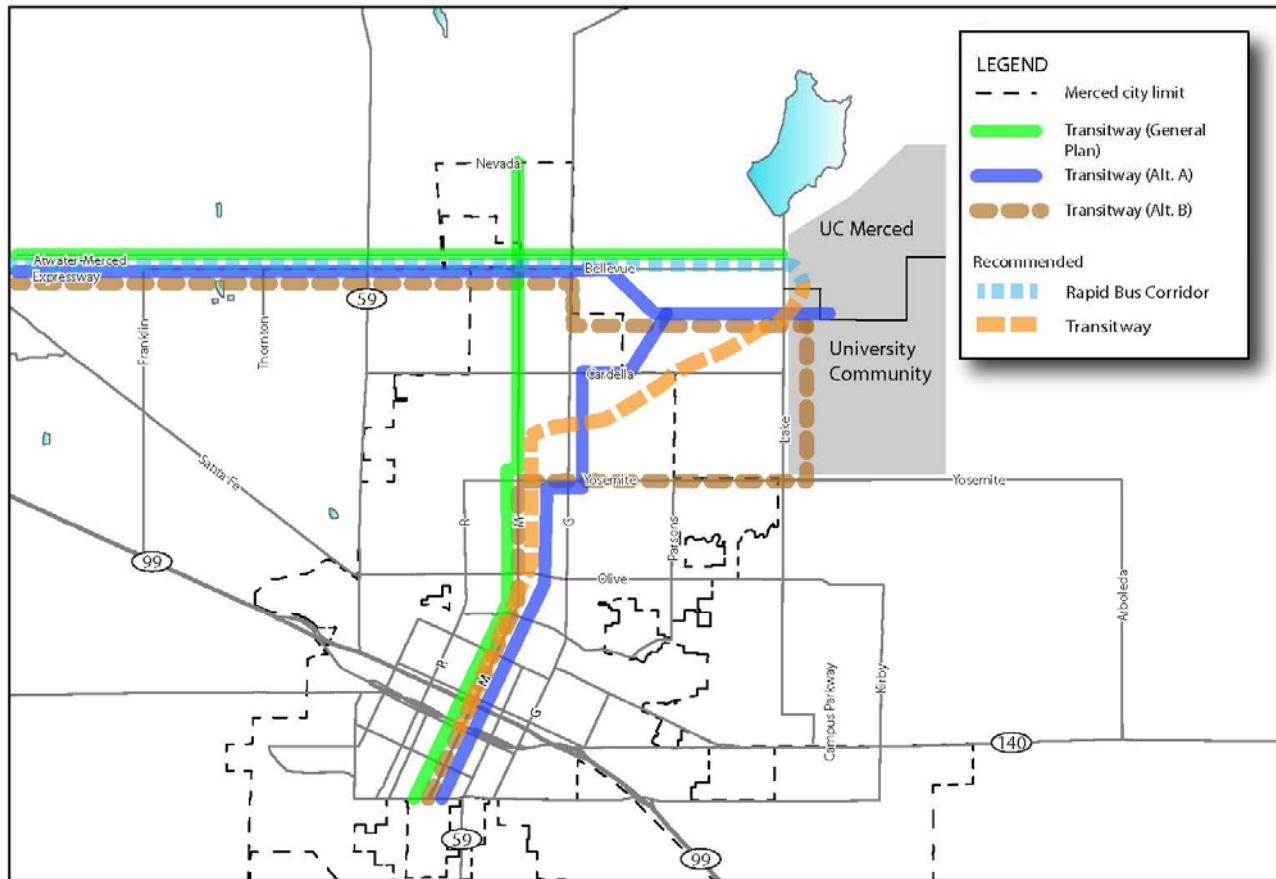 LEGEND
Merced city limit
Transitway (General
Plan)
Transitway (Alt. A)
Transitway (Alt. B)
Recommended
Rapid Bus Corridor
Transitway
Nevada
UC Merced
Atwater-Merced
Expressway
Bellevue
59
Franklin
Thornton
University
Community
Cardella
Lake
Santa Fe
Yosemite
Yosemite
R
M
G
Parsons
99
Olive
Arboleda
R
M
G
Kirby
Campus Parkway
140
59
99